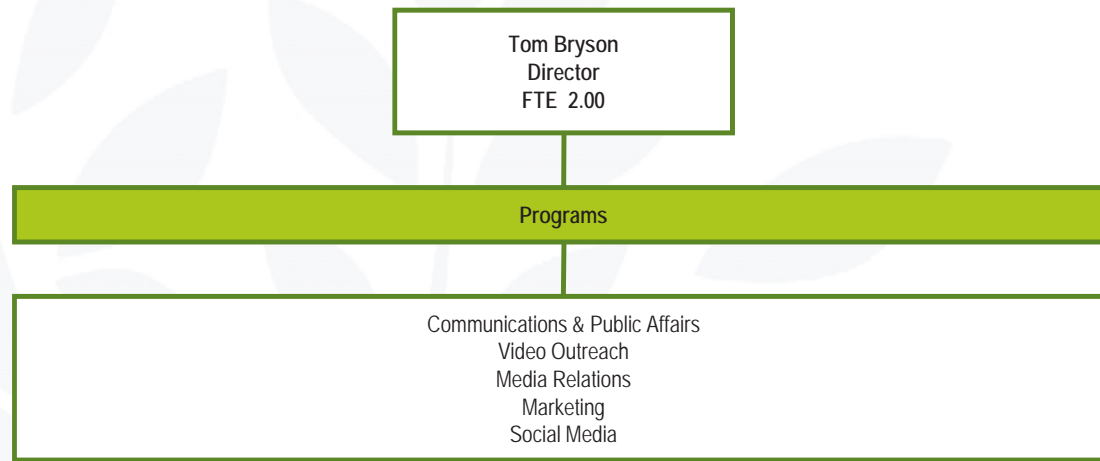 Tom Bryson
Director
FTE 2.00
Programs
Communications & Public Affairs
Video Outreach
Media Relations
Marketing
Social Media